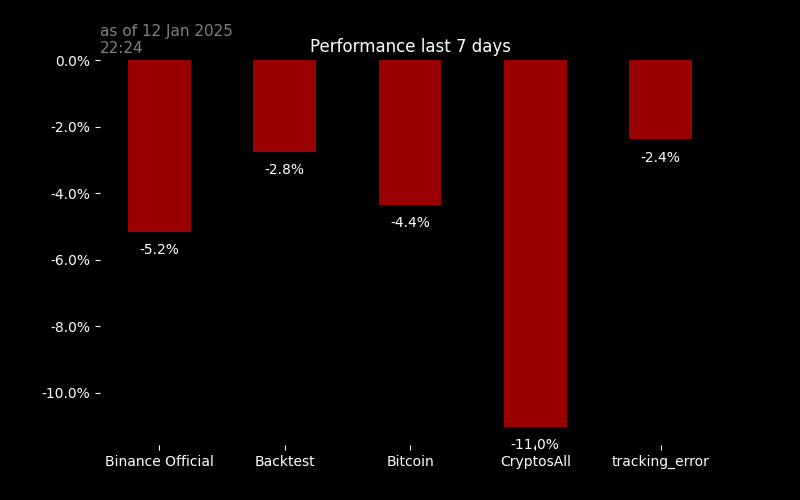 as of 12 Jan 2025
22:24
Performance last 7 days
0.0%
-2.0%
-4.0%
-6.0%
-8.0%
-10.0%
-5.2%
-2.8%
-4.4%
-11.0%
-2.4%
Binance Official
Backtest
Bitcoin
CryptosAll
tracking_error